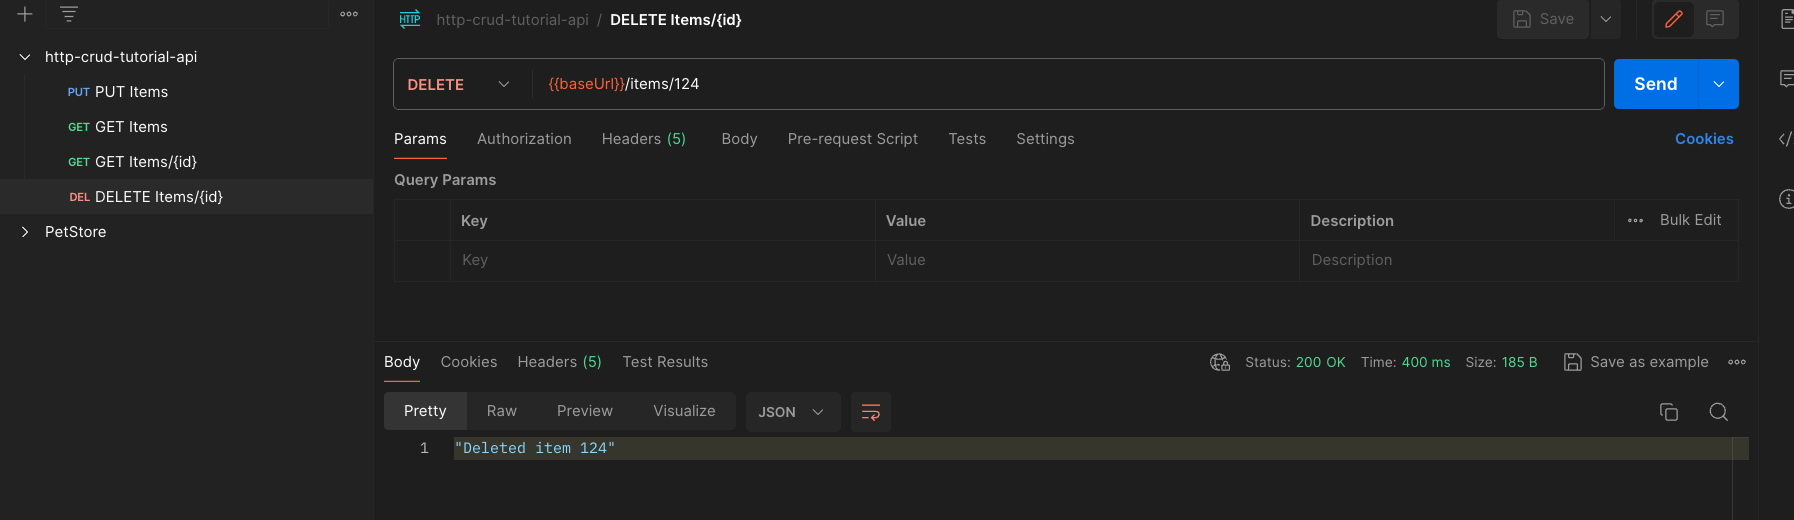 HTTP http-crud-tutorial-api / DELETE Items/{id} Save
http-crud-tutorial-api
PUT PUT Items
GET GET Items
GET GET Items/{id}
DEL DELETE Items/{id}
PetStore
DELETE {{baseUrl}}/items/124 Send
Params Authorization Headers (5) Body Pre-request Script Tests Settings Cookies
Query Params
Key Value Description Bulk Edit
Key Value Description
Body Cookies Headers (5) Test Results Status: 200 OK Time: 400 ms Size: 185 B Save as example
Pretty Raw Preview Visualize JSON
1 "Deleted item 124"